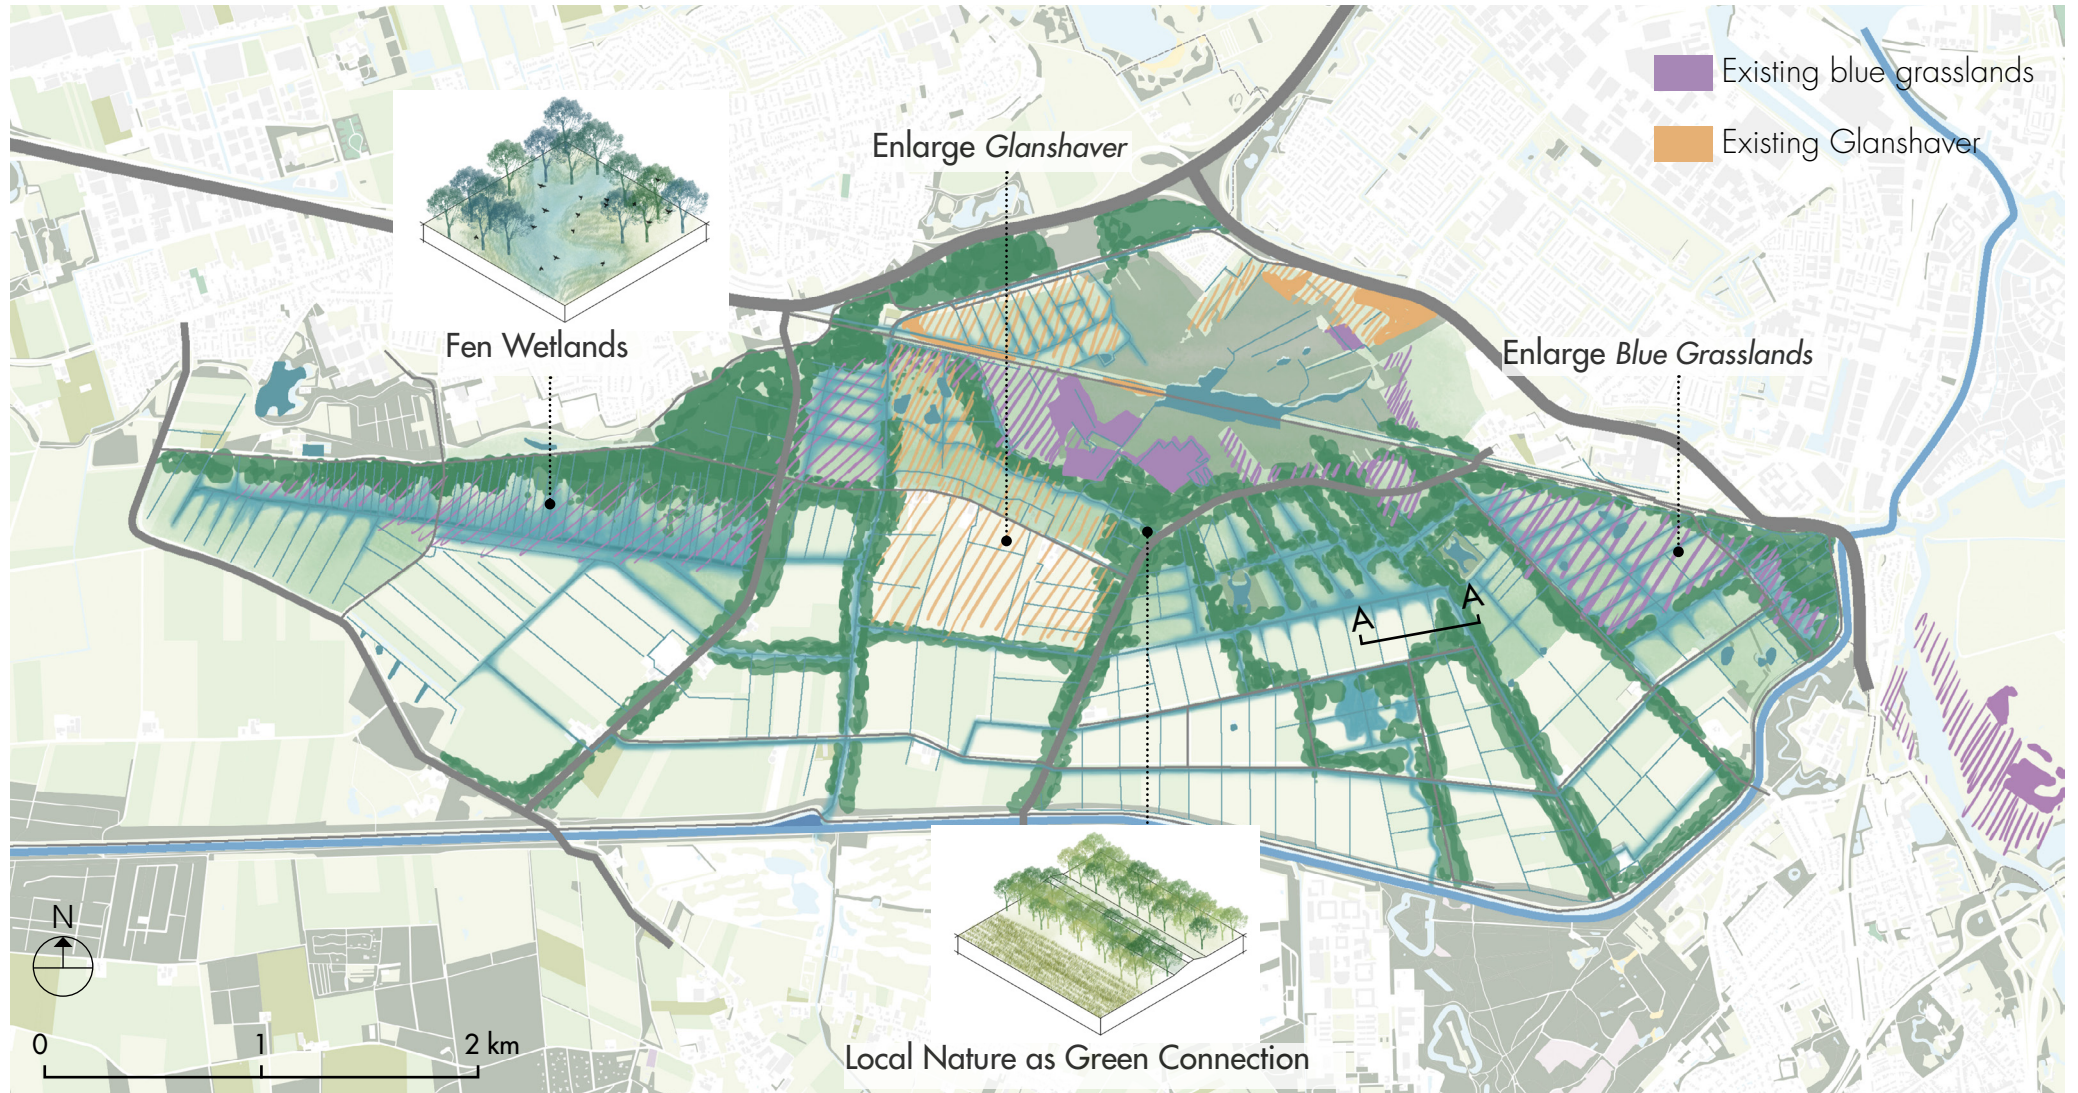 Existing blue grasslands
Existing Glanshaver
Enlarge Glanshaver
Fen Wetlands
Enlarge Blue Grasslands
A
A
N
0 1 2 km
Local Nature as Green Connection